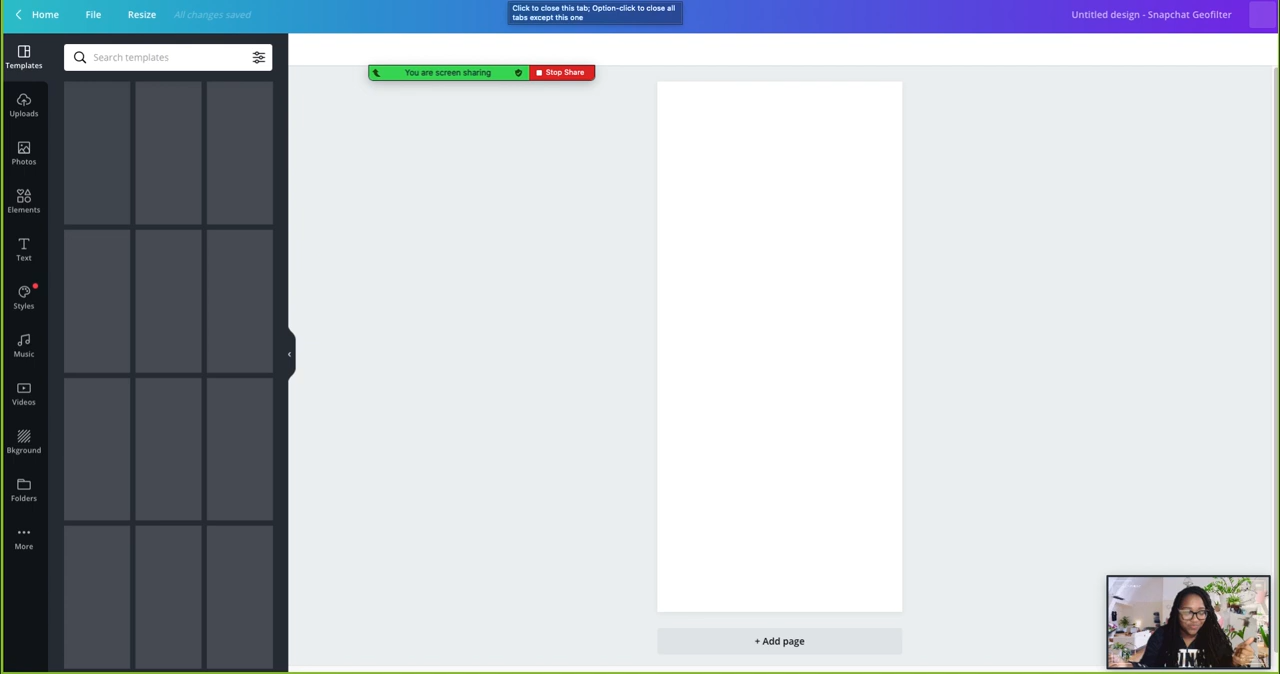 Home
File
Resize
All changes saved
Click to close this tab; Option-click to close all
tabs except this one
Untitled design - Snapchat Geofilter
Templates
Search templates
You are screen sharing
Stop Share
Uploads
Photos
Elements
Text
Styles
Music
Videos
Bkground
Folders
More
+ Add page